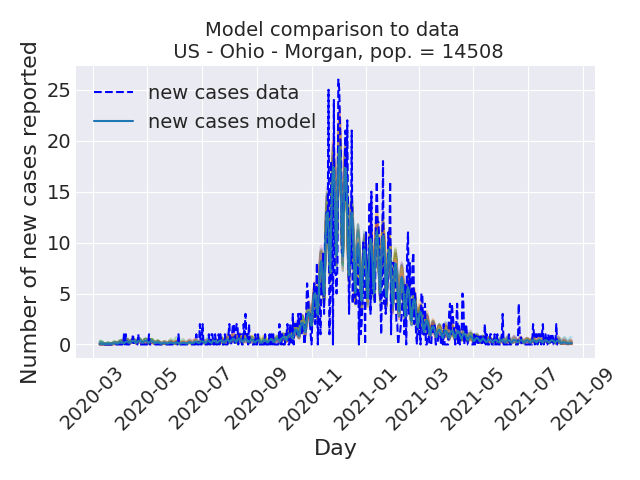 Model comparison to data
US - Ohio - Morgan, pop. = 14508
Number of new cases reported
25
20
15
10
5
0
new cases data
new cases model
2020-03
2020-05
2020-07
2020-09
2020-11
2021-01
2021-03
2021-05
2021-07
2021-09
Day